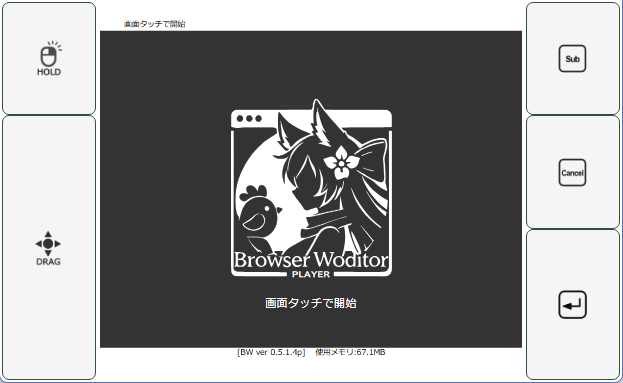 画面タッチで開始
HOLD
Sub
Cancel
DRAG
Browser Woditor
PLAYER
画面タッチで開始
[BW ver 0.5.1.4p] 使用メモリ:67.1MB